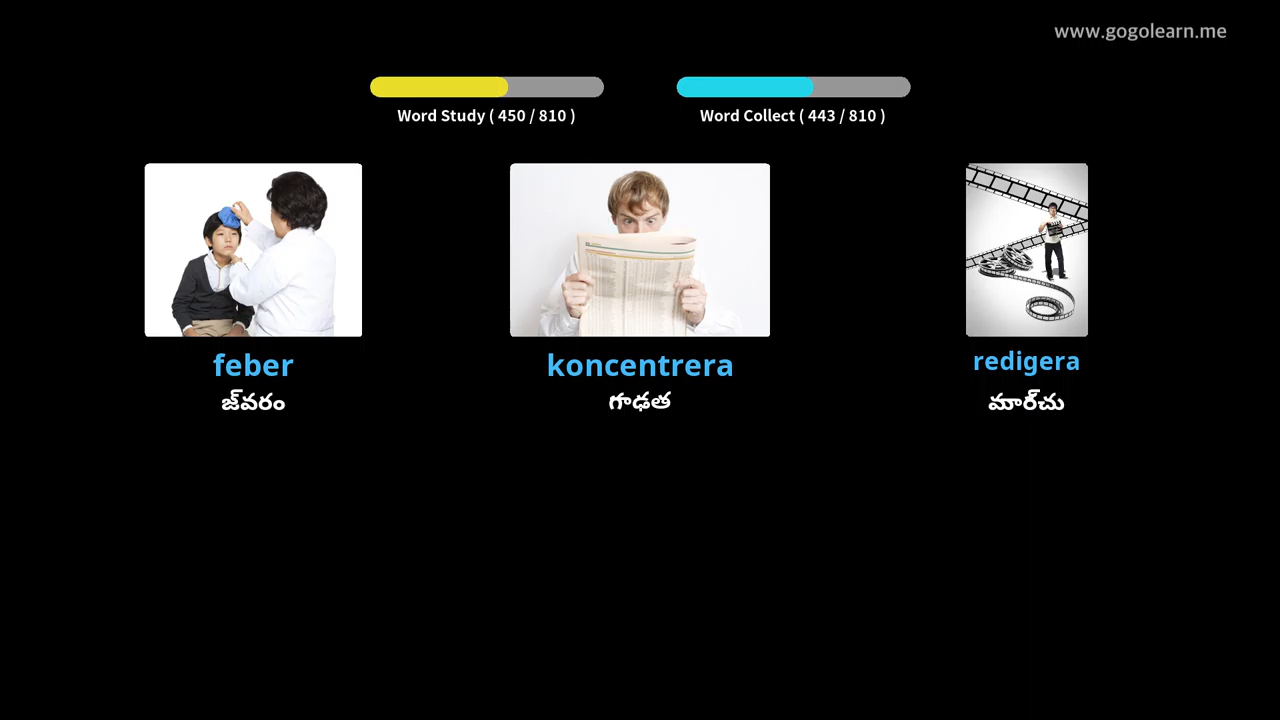 www.gogolearn.me
Word Study ( 450 / 810 )
Word Collect ( 443 / 810 )
feber
జ్‌వరం
koncentrera
గాఢత
redigera
మార్‌చు